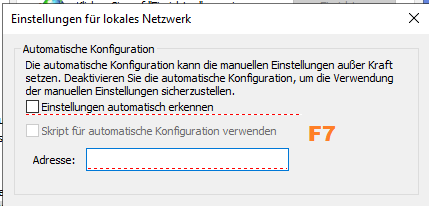 Einstellungen für lokales Netzwerk
Automatische Konfiguration
Die automatische Konfiguration kann die manuellen Einstellungen außer Kraft
setzen. Deaktivieren Sie die automatische Konfiguration, um die Verwendung
der manuellen Einstellungen sicherzustellen.
Einstellungen automatisch erkennen
Skript für automatische Konfiguration verwenden
F7
Adresse: